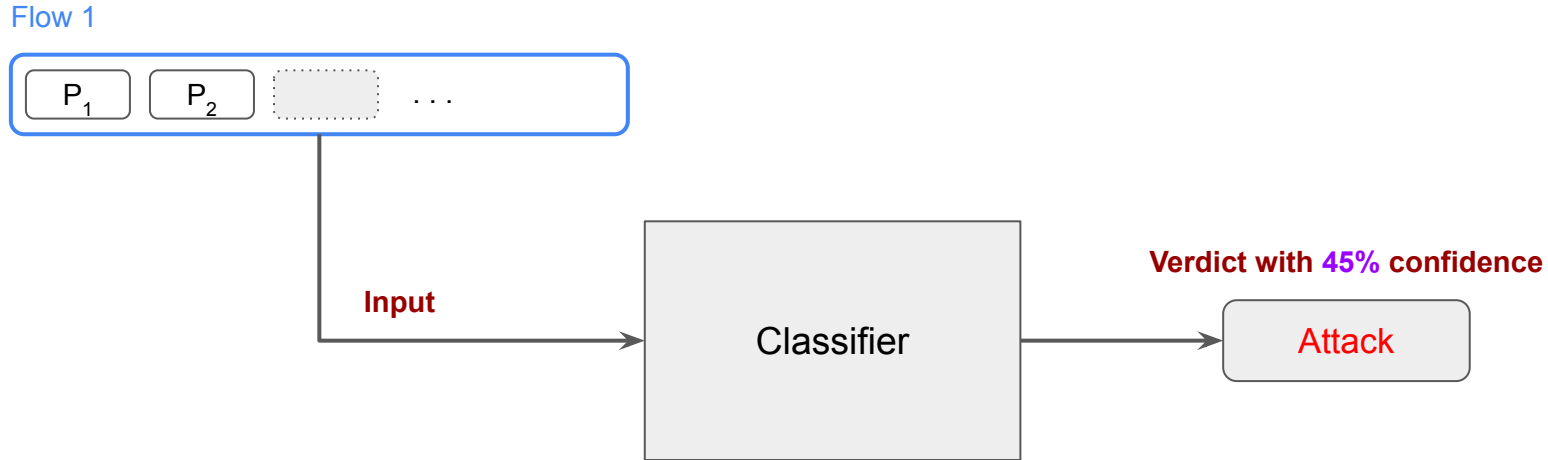 Flow 1
P1 P2 . . .
Verdict with 45% confidence
Input
Classifier
Attack